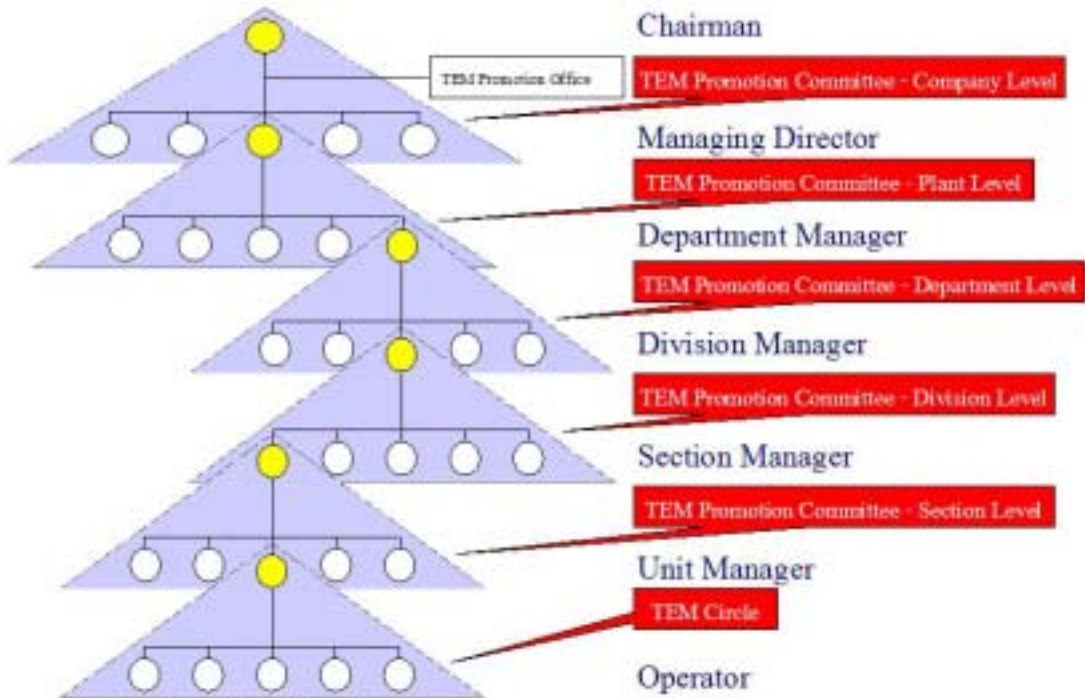 Chairman
TEM Promotion Office
TEM Promotion Committee - Company Level
Managing Director
TEM Promotion Committee - Plant Level
Department Manager
TEM Promotion Committee - Department Level
Division Manager
TEM Promotion Committee - Division Level
Section Manager
TEM Promotion Committee - Section Level
Unit Manager
TEM Circle
Operator